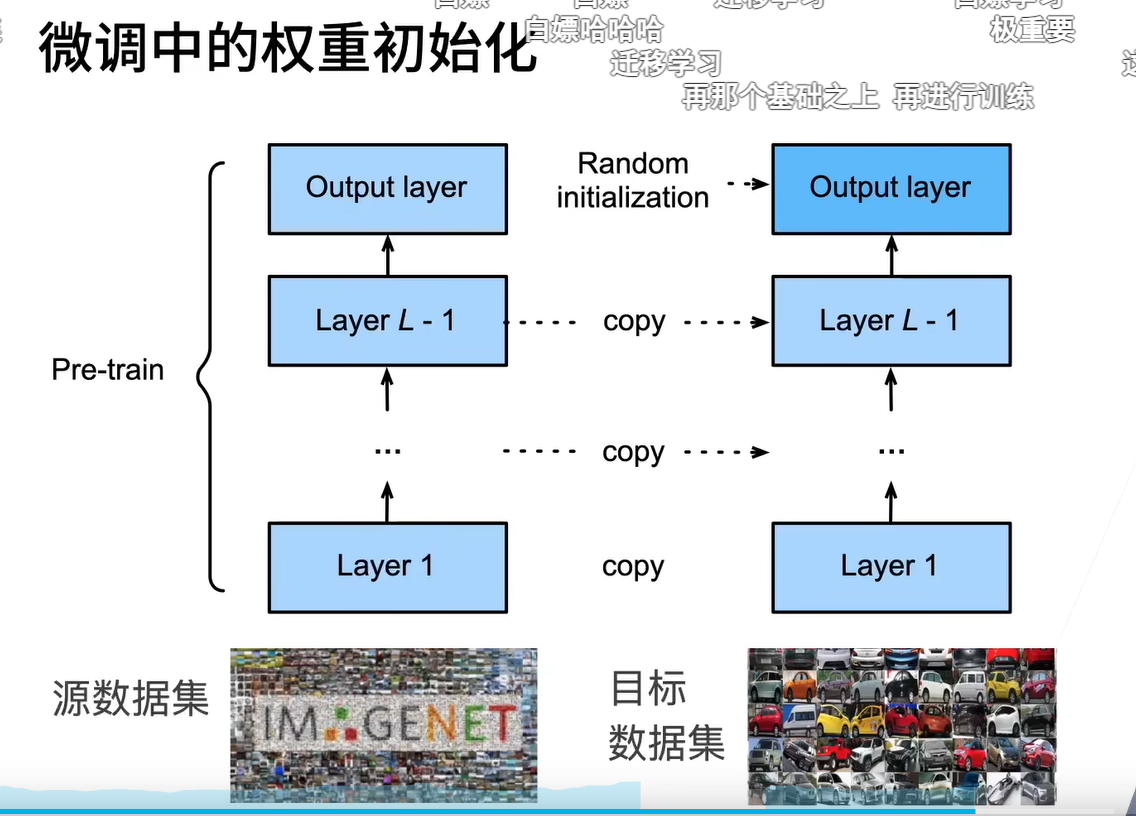 微调中的权重初始化
白嫖哈哈哈
极重要
迁移学习
再那个基础之上 再进行训练
Output layer
Random
initialization
Output layer
Layer L - 1
copy
Layer L - 1
Pre-train
...
copy
...
Layer 1
copy
Layer 1
源数据集
IMAGENET
目标
数据集